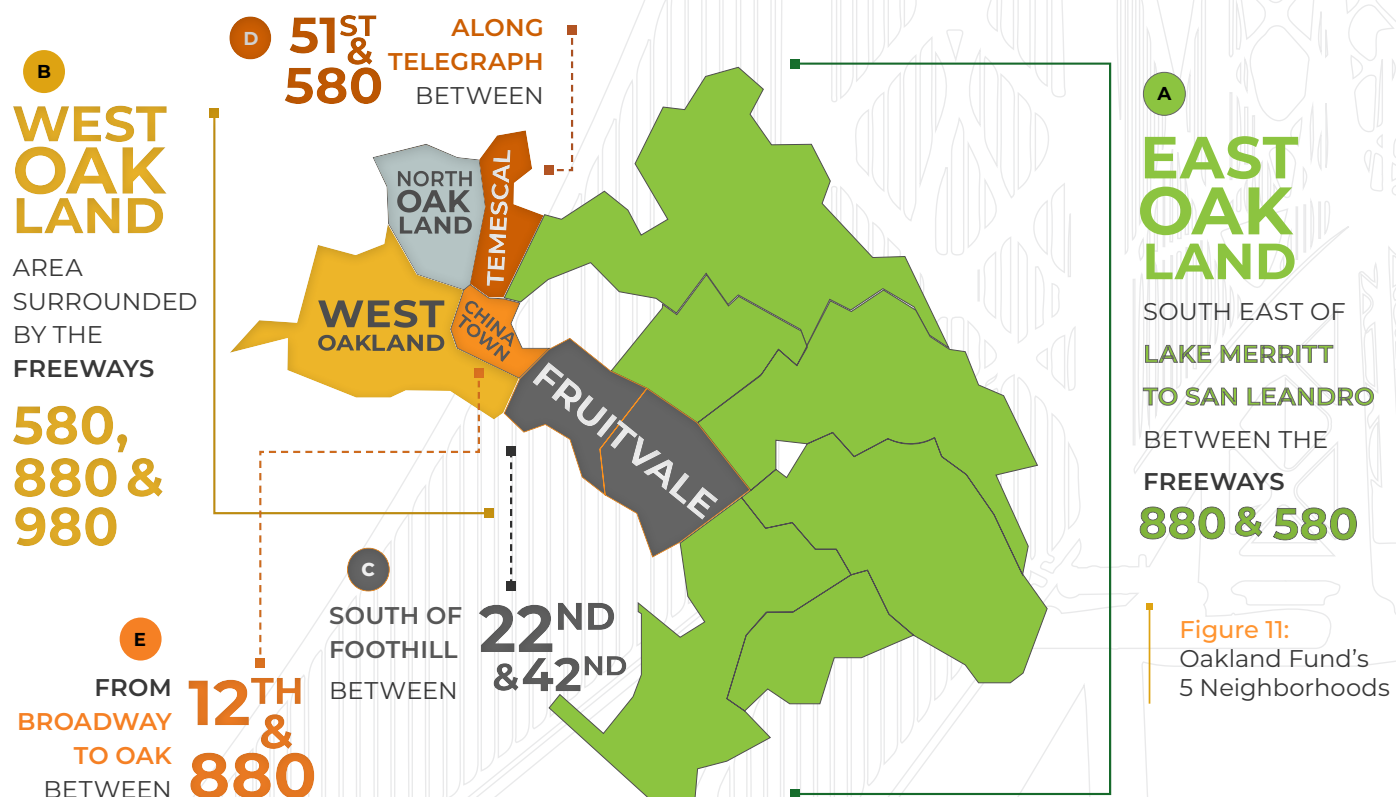 B
WEST
OAK
LAND
AREA
SURROUNDED
BY THE
FREEWAYS
580,
880 &
980
D
51ST
&
580
ALONG
TELEGRAPH
BETWEEN
NORTH
OAK
LAND
TEMESCAL
WEST
OAKLAND
CHINA
TOWN
FRUITVALE
A
EAST
OAK
LAND
SOUTH EAST OF
LAKE MERRITT
TO SAN LEANDRO
BETWEEN THE
FREEWAYS
880 & 580
C
SOUTH OF
FOOTHILL
BETWEEN
22ND
&42ND
E
FROM
BROADWAY
TO OAK
BETWEEN
12TH
&
880
Figure 11:
Oakland Fund’s
5 Neighborhoods